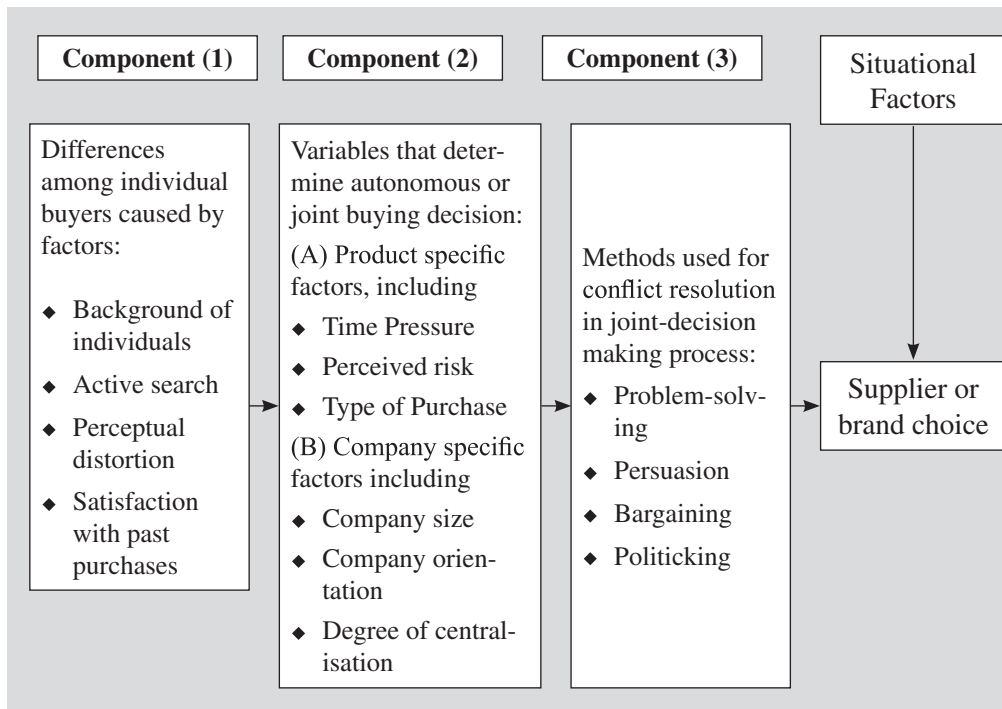 Component (1)
Component (2)
Component (3)
Situational
Factors
Differences
among individual
buyers caused by
factors:
◆ Background of
individuals
◆ Active search
◆ Perceptual
distortion
◆ Satisfaction
with past
purchases
Variables that deter-
mine autonomous or
joint buying decision:
(A) Product specific
factors, including
◆ Time Pressure
◆ Perceived risk
◆ Type of Purchase
(B) Company specific
factors including
◆ Company size
◆ Company orien-
tation
◆ Degree of central-
isation
Methods used for
conflict resolution
in joint-decision
making process:
◆ Problem-solv-
ing
◆ Persuasion
◆ Bargaining
◆ Politicking
Supplier or
brand choice